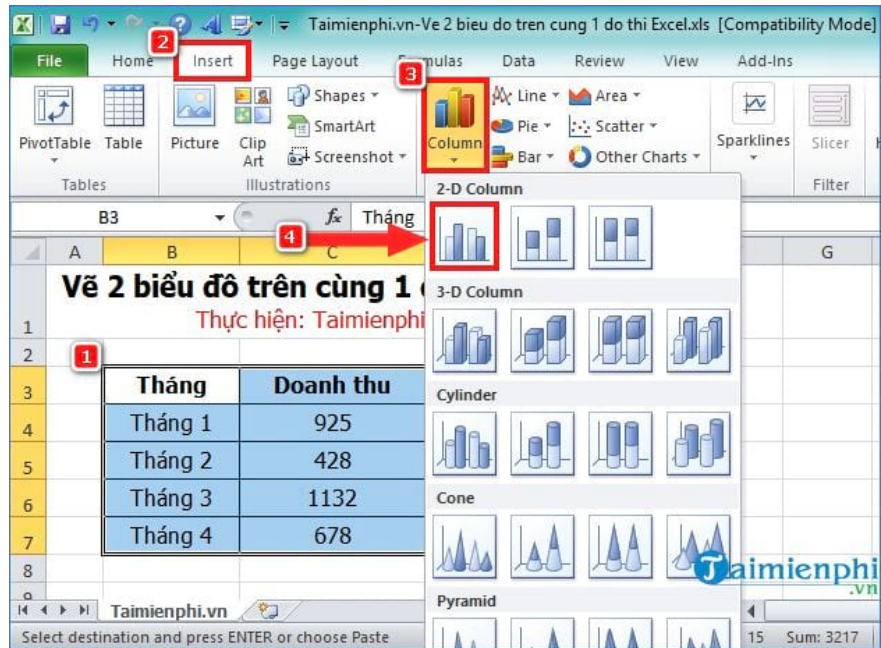 Taimienphi.vn-Ve 2 bieu do tren cung 1 do thi Excel.xls [Compatibility Mode]
2
File Home Insert Page Layout Formulas Data Review View Add-Ins
3
PivotTable Table Picture Clip Art Shapes SmartArt Screenshot Column Line Pie Bar Area Scatter Other Charts Sparklines Slicer
Tables Illustrations Filter
2-D Column
B3 fx Tháng
4
A B C G
3-D Column
1 Vẽ 2 biểu đồ trên cùng 1
Thực hiện: Taimienphi
2
1
3 Tháng Doanh thu
Cylinder
4 Tháng 1 925
5 Tháng 2 428
6 Tháng 3 1132
Cone
7 Tháng 4 678
8
Taimienphi
.vn
Pyramid
9
Taimienphi.vn
Select destination and press ENTER or choose Paste 15 Sum: 3217